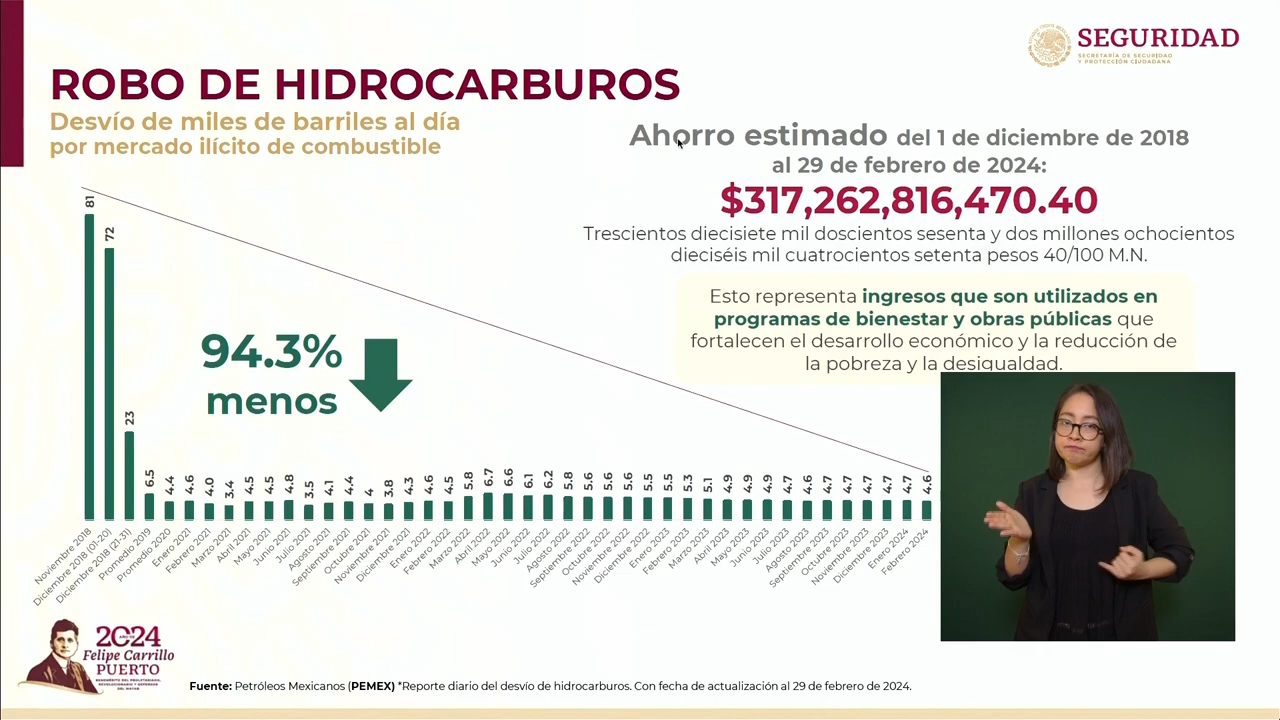 SEGURIDAD
SECRETARÍA DE SEGURIDAD
Y PROTECCIÓN CIUDADANA
ROBO DE HIDROCARBUROS
Desvío de miles de barriles al día
por mercado ilícito de combustible
Ahorro estimado del 1 de diciembre de 2018
al 29 de febrero de 2024:
$317,262,816,470.40
Trescientos diecisiete mil doscientos sesenta y dos millones ochocientos
dieciséis mil cuatrocientos setenta pesos 40/100 M.N.
Esto representa ingresos que son utilizados en
programas de bienestar y obras públicas que
fortalecen el desarrollo económico y la reducción de
la pobreza y la desigualdad.
94.3%
menos
81
72
23
6.5
4.4
4.6
4.0
3.4
4.5
4.5
4.8
3.5
4.1
4.4
4
3.8
4.3
4.6
4.5
5.8
6.7
6.6
6.1
6.2
5.8
5.6
5.6
5.6
5.5
5.5
5.3
5.1
4.9
4.9
4.9
4.7
4.6
4.7
4.7
4.7
4.7
4.7
4.6
Noviembre 2018
Diciembre 2018 (01-20)
Diciembre 2018 (21-31)
Promedio 2019
Promedio 2020
Enero 2021
Febrero 2021
Marzo 2021
Abril 2021
Mayo 2021
Junio 2021
Julio 2021
Agosto 2021
Septiembre 2021
Octubre 2021
Noviembre 2021
Diciembre 2021
Enero 2022
Febrero 2022
Marzo 2022
Abril 2022
Mayo 2022
Junio 2022
Julio 2022
Agosto 2022
Septiembre 2022
Octubre 2022
Noviembre 2022
Diciembre 2022
Enero 2023
Febrero 2023
Marzo 2023
Abril 2023
Mayo 2023
Junio 2023
Julio 2023
Agosto 2023
Septiembre 2023
Octubre 2023
Noviembre 2023
Diciembre 2023
Enero 2024
Febrero 2024
2024
AÑO DE
Felipe Carrillo
PUERTO
BENEMÉRITO DEL PROLETARIADO,
REVOLUCIONARIO Y DEFENSOR
DEL MAYAB
Fuente: Petróleos Mexicanos (PEMEX) *Reporte diario del desvío de hidrocarburos. Con fecha de actualización al 29 de febrero de 2024.